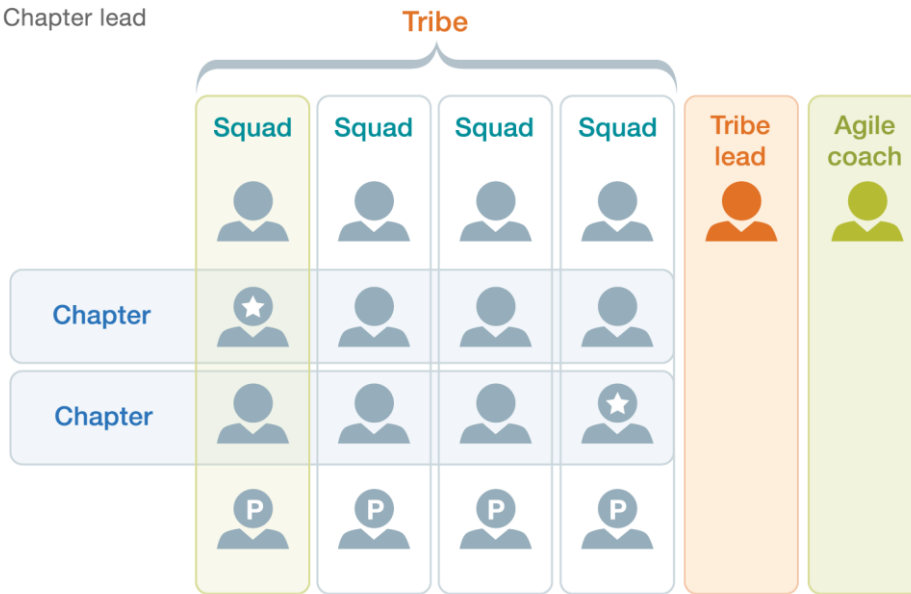 Chapter lead
Tribe
Squad
Squad
Squad
Squad
Tribe
lead
Agile
coach
Chapter
Chapter
P
P
P
P